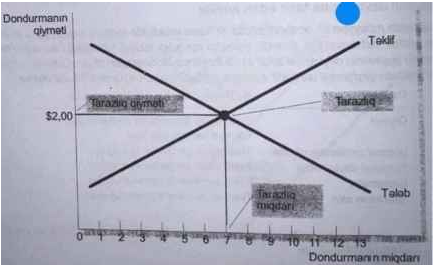 Dondurmanın
qiyməti
Təklif
Tarazlıq qiyməti
Tarazlıq
$2,00
Tarazlıq
miqdarı
Tələb
0 1 2 3 4 5 6 7 8 9 10 11 12 13
Dondurmanın miqdarı